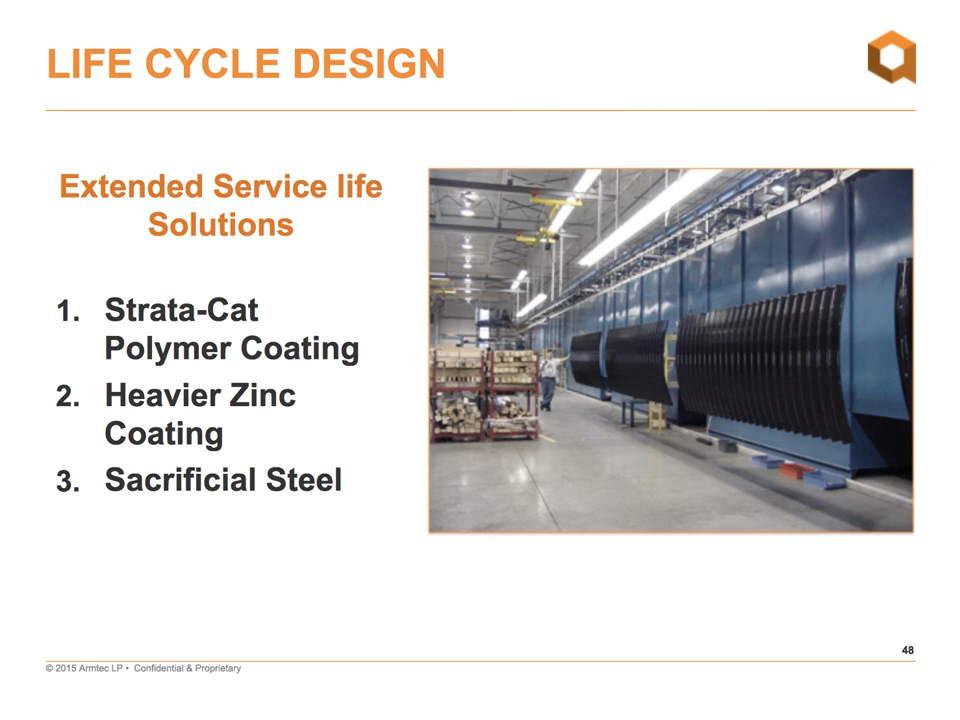 LIFE CYCLE DESIGN
Extended Service life
Solutions
1. Strata-Cat
Polymer Coating
2. Heavier Zinc
Coating
3. Sacrificial Steel
48
© 2015 Armtec LP • Confidential & Proprietary